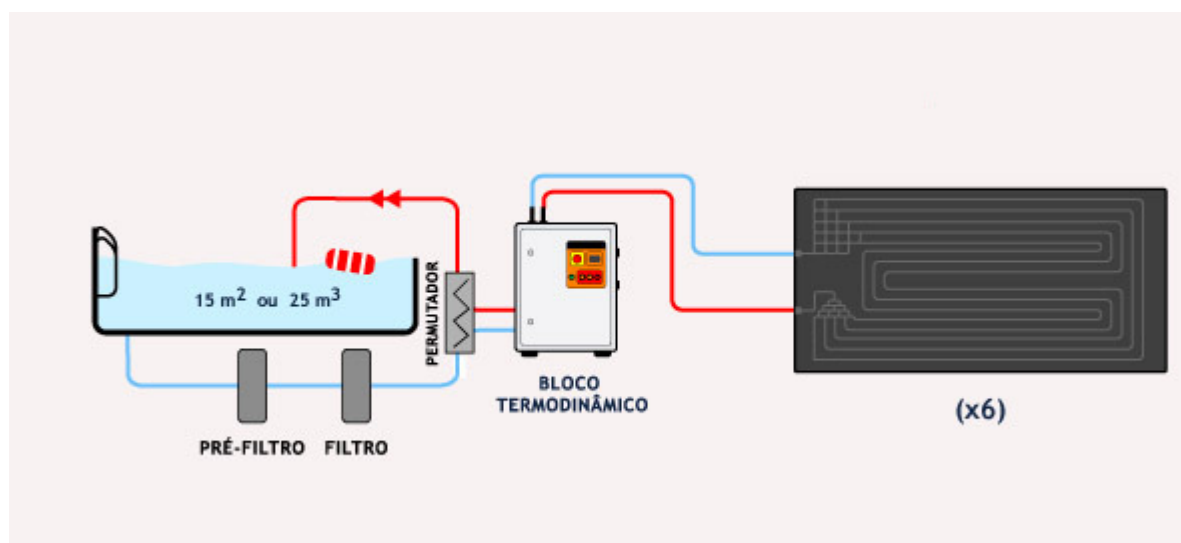 15 m² ou 25 m³
PERMUTADOR
BLOCO
TERMODINÂMICO
(x6)
PRÉ-FILTRO
FILTRO